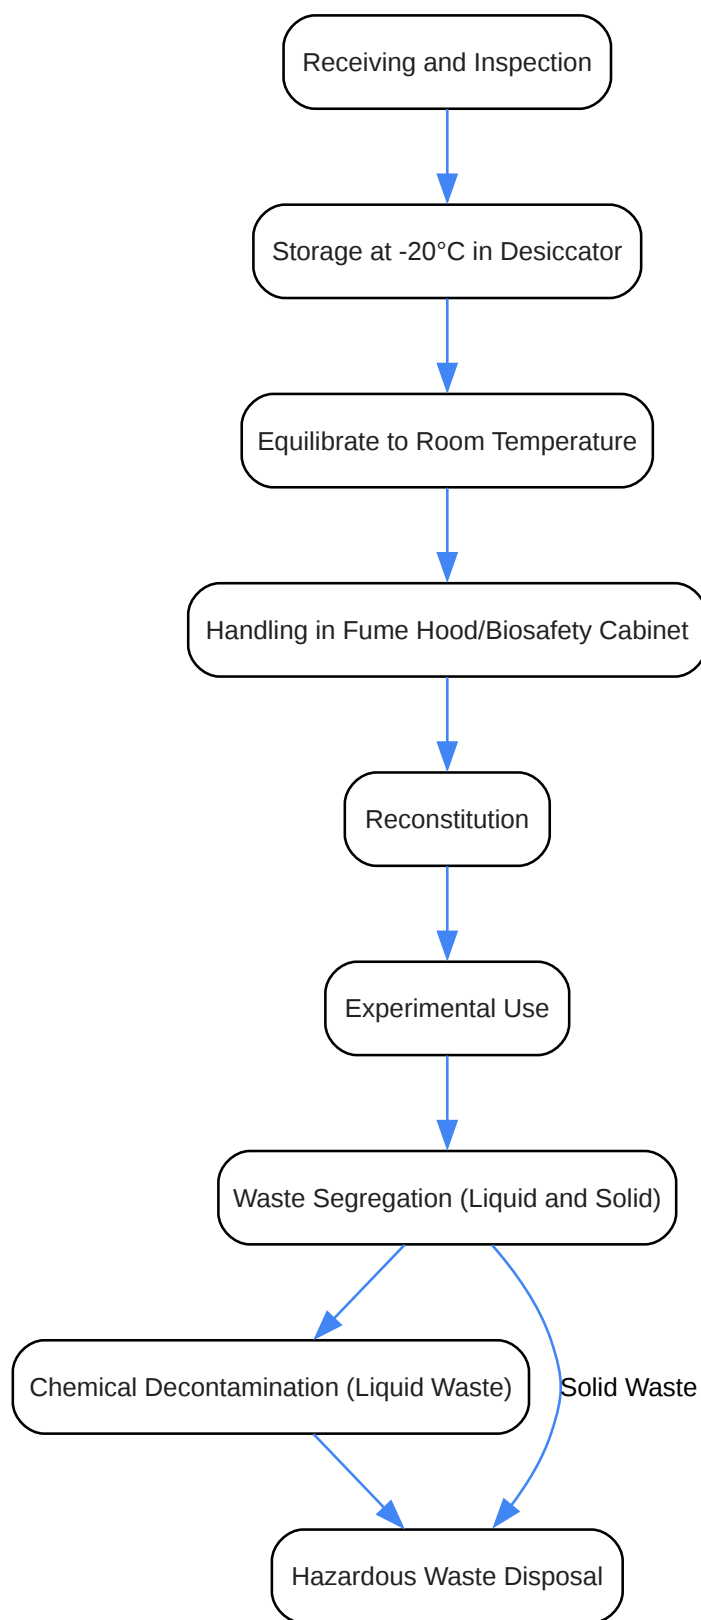 Receiving and Inspection
Storage at -20°C in Desiccator
Equilibrate to Room Temperature
Handling in Fume Hood/Biosafety Cabinet
Reconstitution
Experimental Use
Waste Segregation (Liquid and Solid)
Chemical Decontamination (Liquid Waste)
Solid Waste
Hazardous Waste Disposal